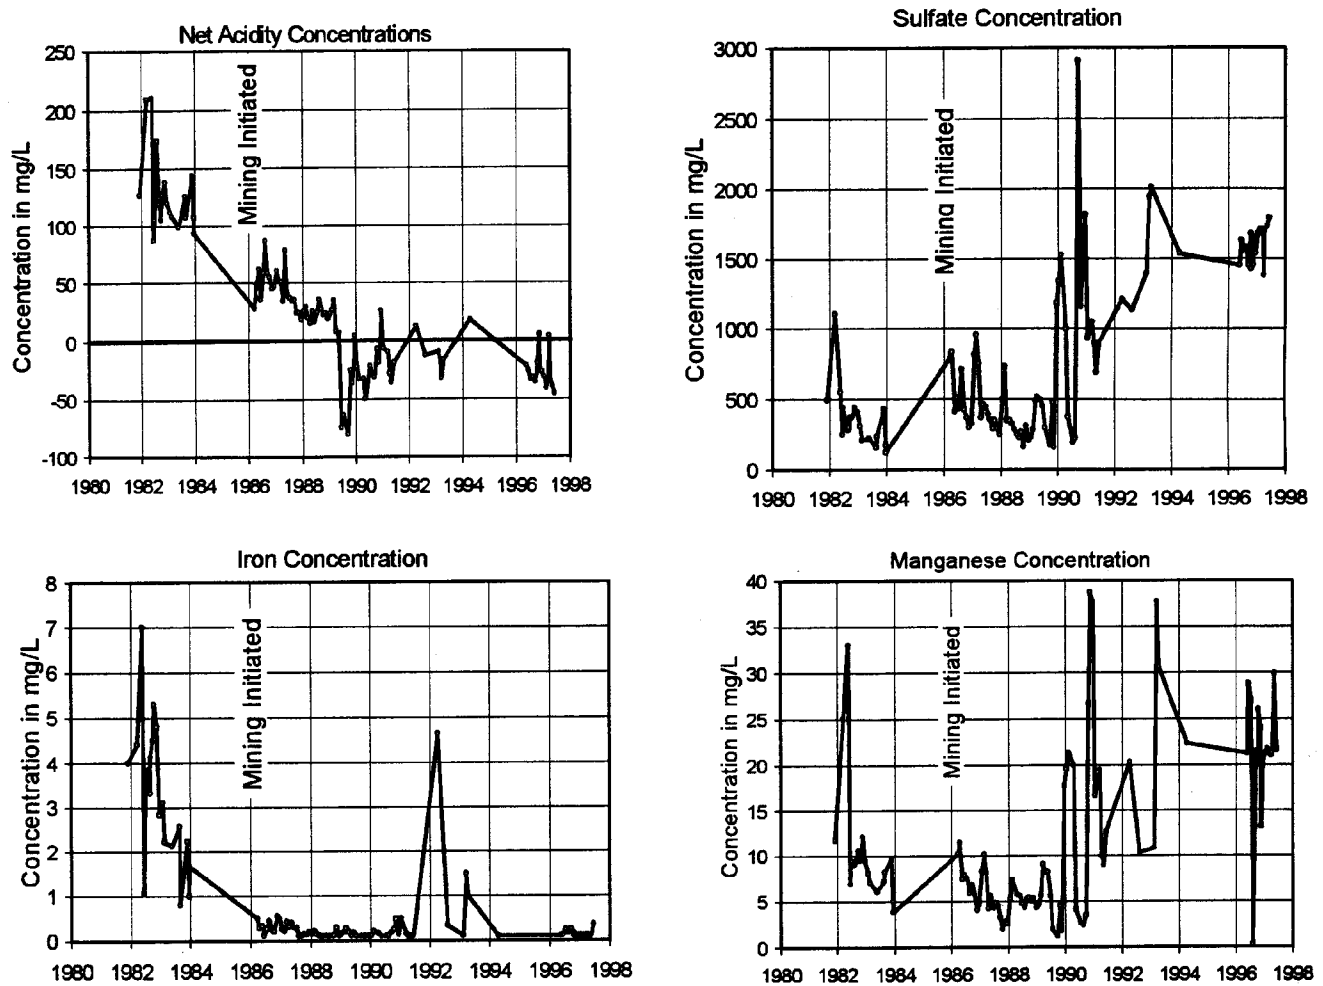 Net Acidity Concentrations
Concentration in mg/L
250
200
150
100
50
0
-50
-100
Mining Initiated
1980 1982 1984 1986 1988 1990 1992 1994 1996 1998
Sulfate Concentration
Concentration in mg/L
3000
2500
2000
1500
1000
500
0
Mining Initiated
1980 1982 1984 1986 1988 1990 1992 1994 1996 1998
Iron Concentration
Concentration in mg/L
8
7
6
5
4
3
2
1
0
Mining Initiated
1980 1982 1984 1986 1988 1990 1992 1994 1996 1998
Manganese Concentration
Concentration in mg/L
40
35
30
25
20
15
10
5
0
Mining Initiated
1980 1982 1984 1986 1988 1990 1992 1994 1996 1998